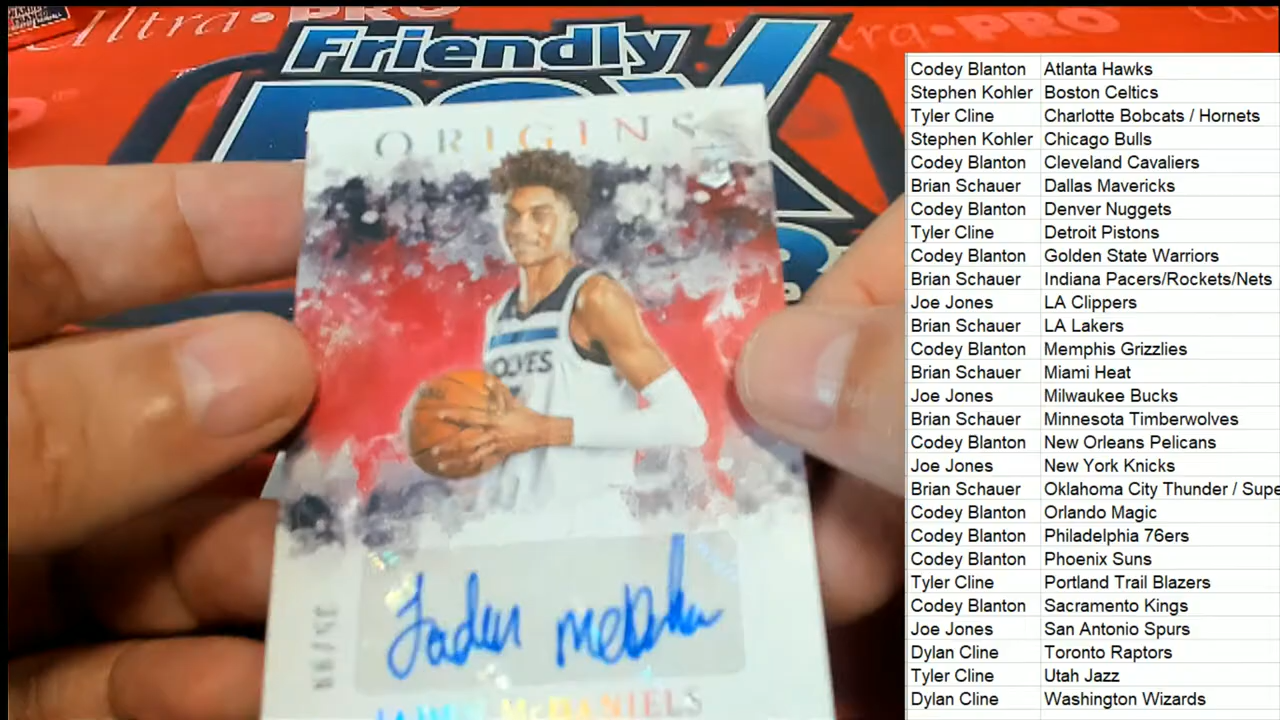 Ultra•PRO
Friendly
BOX
ORIGINS
WOLVES
Jaden McDaniels
McDANIELS
Codey Blanton Atlanta Hawks
Stephen Kohler Boston Celtics
Tyler Cline Charlotte Bobcats / Hornets
Stephen Kohler Chicago Bulls
Codey Blanton Cleveland Cavaliers
Brian Schauer Dallas Mavericks
Codey Blanton Denver Nuggets
Tyler Cline Detroit Pistons
Codey Blanton Golden State Warriors
Brian Schauer Indiana Pacers/Rockets/Nets
Joe Jones LA Clippers
Brian Schauer LA Lakers
Codey Blanton Memphis Grizzlies
Brian Schauer Miami Heat
Joe Jones Milwaukee Bucks
Brian Schauer Minnesota Timberwolves
Codey Blanton New Orleans Pelicans
Joe Jones New York Knicks
Brian Schauer Oklahoma City Thunder / Supe
Codey Blanton Orlando Magic
Codey Blanton Philadelphia 76ers
Codey Blanton Phoenix Suns
Tyler Cline Portland Trail Blazers
Codey Blanton Sacramento Kings
Joe Jones San Antonio Spurs
Dylan Cline Toronto Raptors
Tyler Cline Utah Jazz
Dylan Cline Washington Wizards